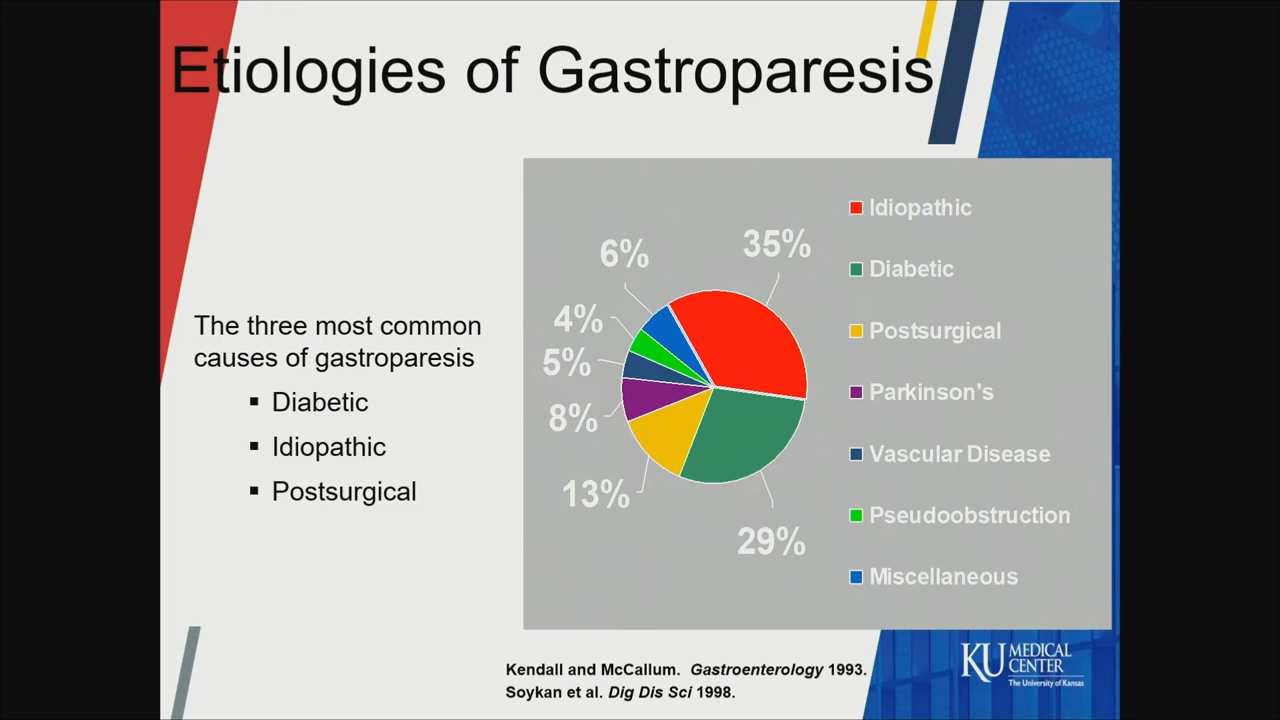 Etiologies of Gastroparesis
The three most common
causes of gastroparesis
▪ Diabetic
▪ Idiopathic
▪ Postsurgical
35%
29%
13%
8%
5%
4%
6%
Idiopathic
Diabetic
Postsurgical
Parkinson's
Vascular Disease
Pseudoobstruction
Miscellaneous
Kendall and McCallum. Gastroenterology 1993.
Soykan et al. Dig Dis Sci 1998.
KU MEDICAL
CENTER
The University of Kansas